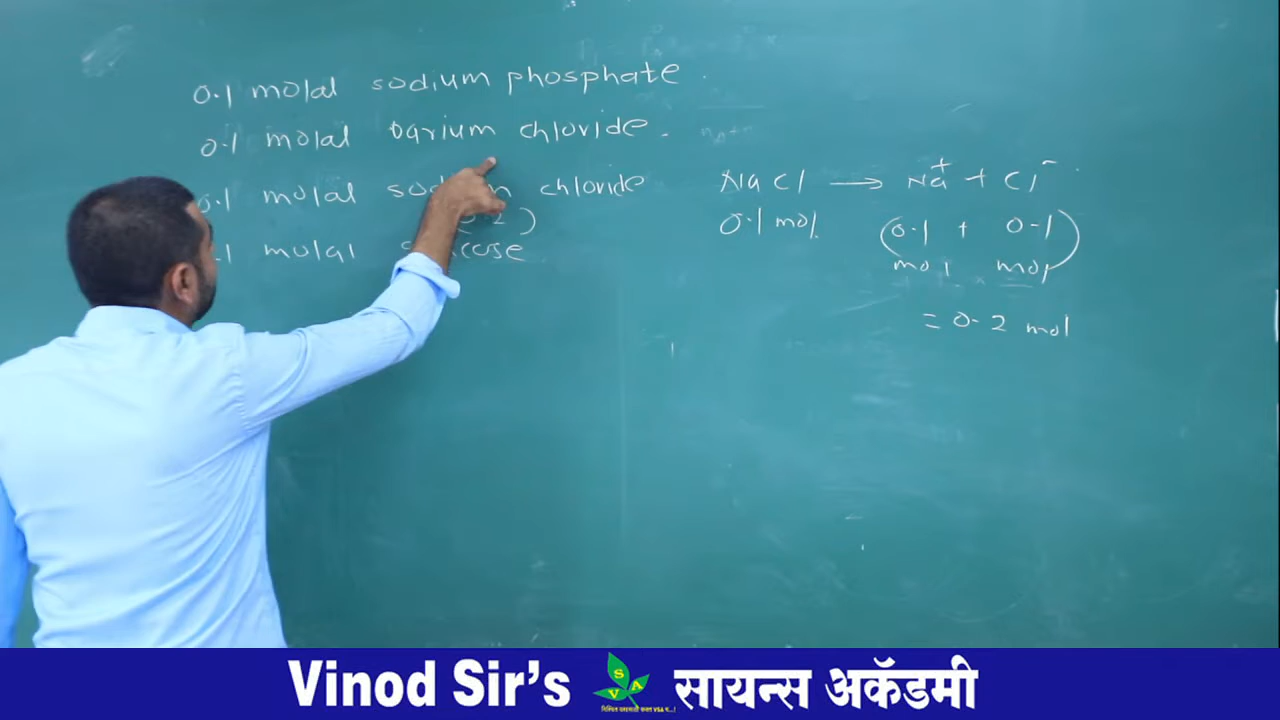 0.1 molal sodium phosphate.
0.1 molal barium chloride.
0.1 molal chloride
molal
NaCl → Na+ + Cl-
0.1 mol (0.1 + 0.1)
mol mol
= 0.2 mol
Vinod Sir's SVA सायन्स अकॅडमी